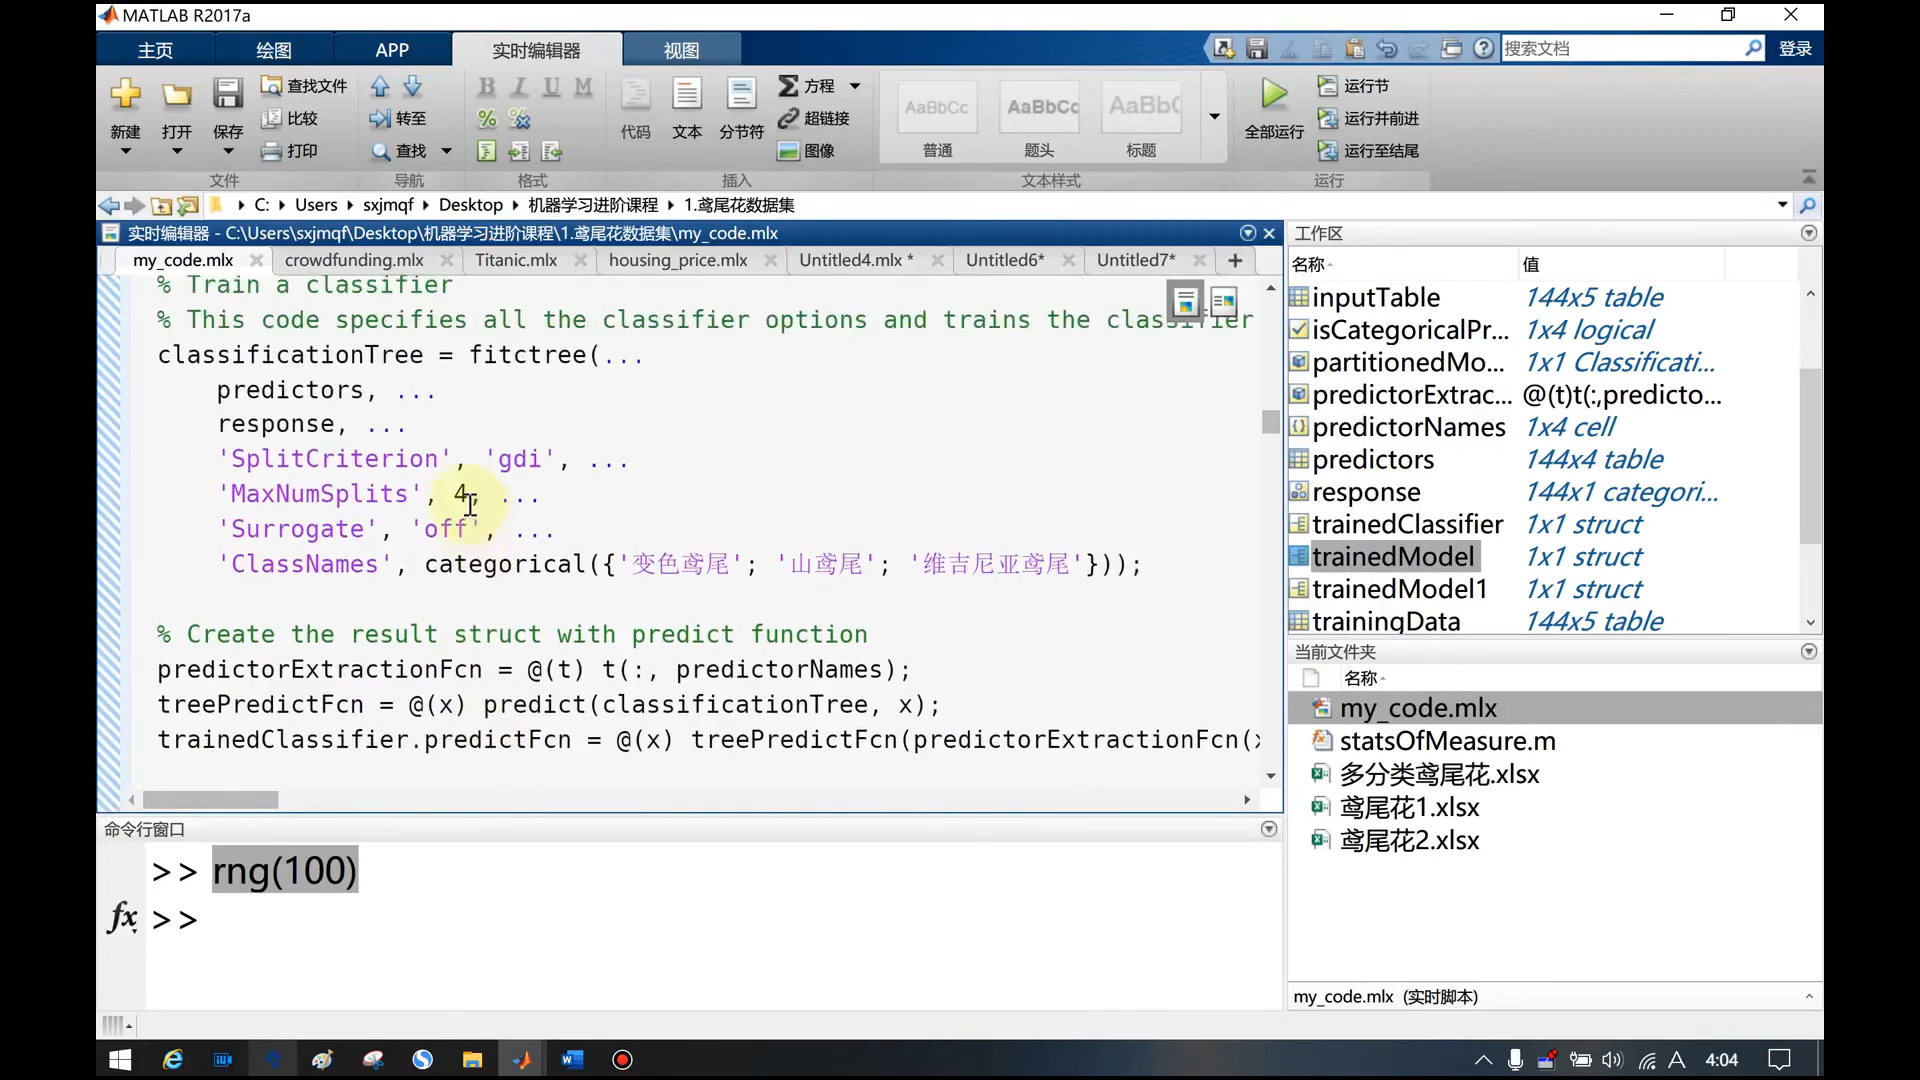 MATLAB R2017a
主页 绘图 APP 实时编辑器 视图
搜索文档 登录
新建 打开 保存 查找文件 比较 打印
转至 查找
B I U M
代码 文本 分节符
方程 超链接 图像
AaBbCc AaBbCc AaBb
普通 题头 标题
全部运行 运行节 运行并前进 运行至结尾
文件 导航 格式 插入 文本样式 运行
C: Users sxjmqf Desktop 机器学习进阶课程 1.鸢尾花数据集
实时编辑器 - C:\Users\sxjmqf\Desktop\机器学习进阶课程\1.鸢尾花数据集\my_code.mlx
my_code.mlx crowdfunding.mlx Titanic.mlx housing_price.mlx Untitled4.mlx * Untitled6* Untitled7*
% Train a classifier
% This code specifies all the classifier options and trains the classifier
classificationTree = fitctree(...
predictors, ...
response, ...
'SplitCriterion', 'gdi', ...
'MaxNumSplits', 4, ...
'Surrogate', 'off', ...
'ClassNames', categorical({'变色鸢尾'; '山鸢尾'; '维吉尼亚鸢尾'}));
% Create the result struct with predict function
predictorExtractionFcn = @(t) t(:, predictorNames);
treePredictFcn = @(x) predict(classificationTree, x);
trainedClassifier.predictFcn = @(x) treePredictFcn(predictorExtractionFcn(x
命令行窗口
>> rng(100)
fx >>
工作区
名称 值
inputTable 144x5 table
isCategoricalPr... 1x4 logical
partitionedMo... 1x1 Classificati...
predictorExtrac... @(t)t(:,predicto...
predictorNames 1x4 cell
predictors 144x4 table
response 144x1 categori...
trainedClassifier 1x1 struct
trainedModel 1x1 struct
trainedModel1 1x1 struct
trainingData 144x5 table
当前文件夹
名称
my_code.mlx
statsOfMeasure.m
多分类鸢尾花.xlsx
鸢尾花1.xlsx
鸢尾花2.xlsx
my_code.mlx (实时脚本)
A 4:04